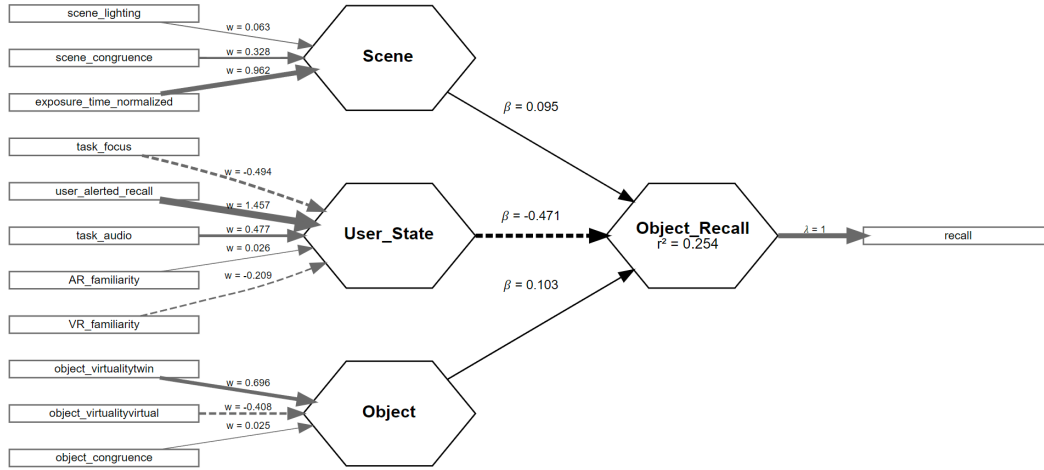 scene_lighting
w = 0.063
scene_congruence
w = 0.328
exposure_time_normalized
w = 0.962
Scene
β = 0.095
task_focus
w = -0.494
user_alerted_recall
w = 1.457
task_audio
w = 0.477
AR_familiarity
w = 0.026
VR_familiarity
w = -0.209
User_State
β = -0.471
Object_Recall
r² = 0.254
λ = 1
recall
β = 0.103
object_virtualitytwin
w = 0.696
object_virtualityvirtual
w = -0.408
object_congruence
w = 0.025
Object